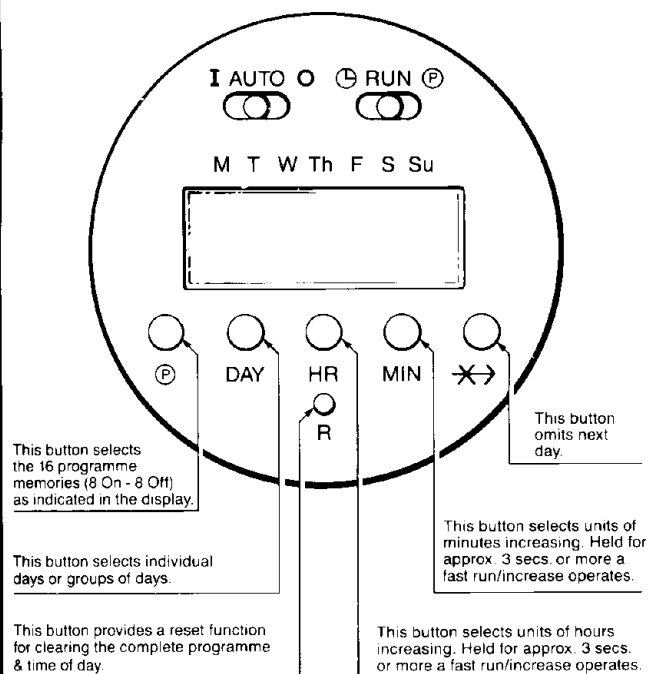 I AUTO O RUN Ⓟ
M T W Th F S Su
Ⓟ DAY HR MIN
R
This button
omits next
day.
This button selects
the 16 programme
memories (8 On - 8 Off)
as indicated in the display.
This button selects units of
minutes increasing. Held for
approx. 3 secs. or more a
fast run/increase operates.
This button selects individual
days or groups of days.
This button provides a reset function
for clearing the complete programme
& time of day.
This button selects units of hours
increasing. Held for approx. 3 secs.
or more a fast run/increase operates.